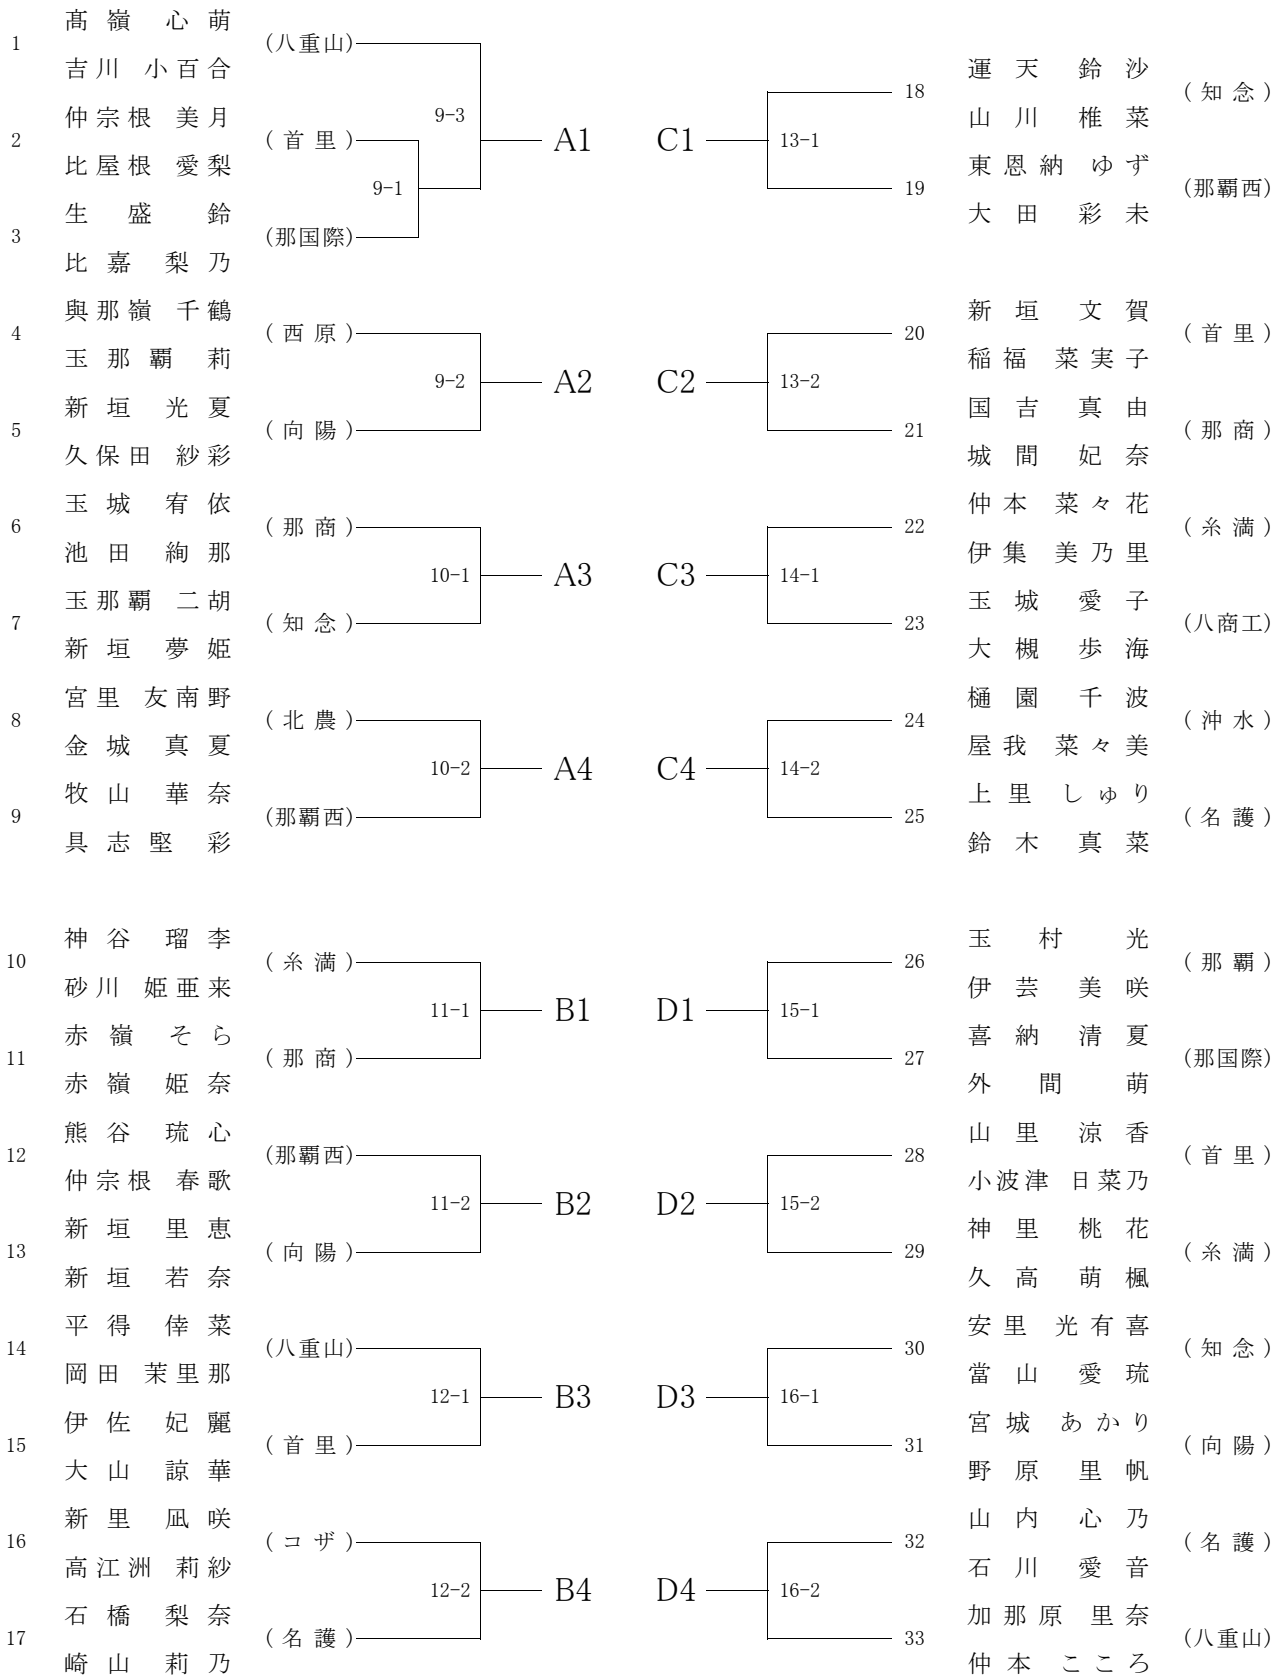 髙嶺 心萌
1 (八重山)
吉川 小百合
仲宗根 美月
2 (首里)
比屋根 愛梨
生盛 鈴
3 (那国際)
比嘉 梨乃
9-1
9-3
A1
與那嶺 千鶴
4 (西原)
玉那覇 莉
新垣 光夏
5 (向陽)
久保田 紗彩
9-2
A2
玉城 宥依
6 (那商)
池田 絢那
玉那覇 二胡
7 (知念)
新垣 夢姫
10-1
A3
宮里 友南野
8 (北農)
金城 真夏
牧山 華奈
9 (那覇西)
具志堅 彩
10-2
A4
神谷 瑠李
10 (糸満)
砂川 姫亜来
赤嶺 そら
11 (那商)
赤嶺 姫奈
11-1
B1
熊谷 琉心
12 (那覇西)
仲宗根 春歌
新垣 里恵
13 (向陽)
新垣 若奈
11-2
B2
平得 倖菜
14 (八重山)
岡田 茉里那
伊佐 妃麗
15 (首里)
大山 諒華
12-1
B3
新里 凪咲
16 (コザ)
高江洲 莉紗
石橋 梨奈
17 (名護)
崎山 莉乃
12-2
B4
運天 鈴沙
18 (知念)
山川 椎菜
東恩納 ゆず
19 (那覇西)
大田 彩未
13-1
C1
新垣 文賀
20 (首里)
稲福 菜実子
国吉 真由
21 (那商)
城間 妃奈
13-2
C2
仲本 菜々花
22 (糸満)
伊集 美乃里
玉城 愛子
23 (八商工)
大槻 歩海
14-1
C3
樋園 千波
24 (沖水)
屋我 菜々美
上里 しゅり
25 (名護)
鈴木 真菜
14-2
C4
玉村 光
26 (那覇)
伊芸 美咲
喜納 清夏
27 (那国際)
外間 萌
15-1
D1
山里 涼香
28 (首里)
小波津 日菜乃
神里 桃花
29 (糸満)
久高 萌楓
15-2
D2
安里 光有喜
30 (知念)
當山 愛琉
宮城 あかり
31 (向陽)
野原 里帆
16-1
D3
山内 心乃
32 (名護)
石川 愛音
加那原 里奈
33 (八重山)
仲本 こころ
16-2
D4